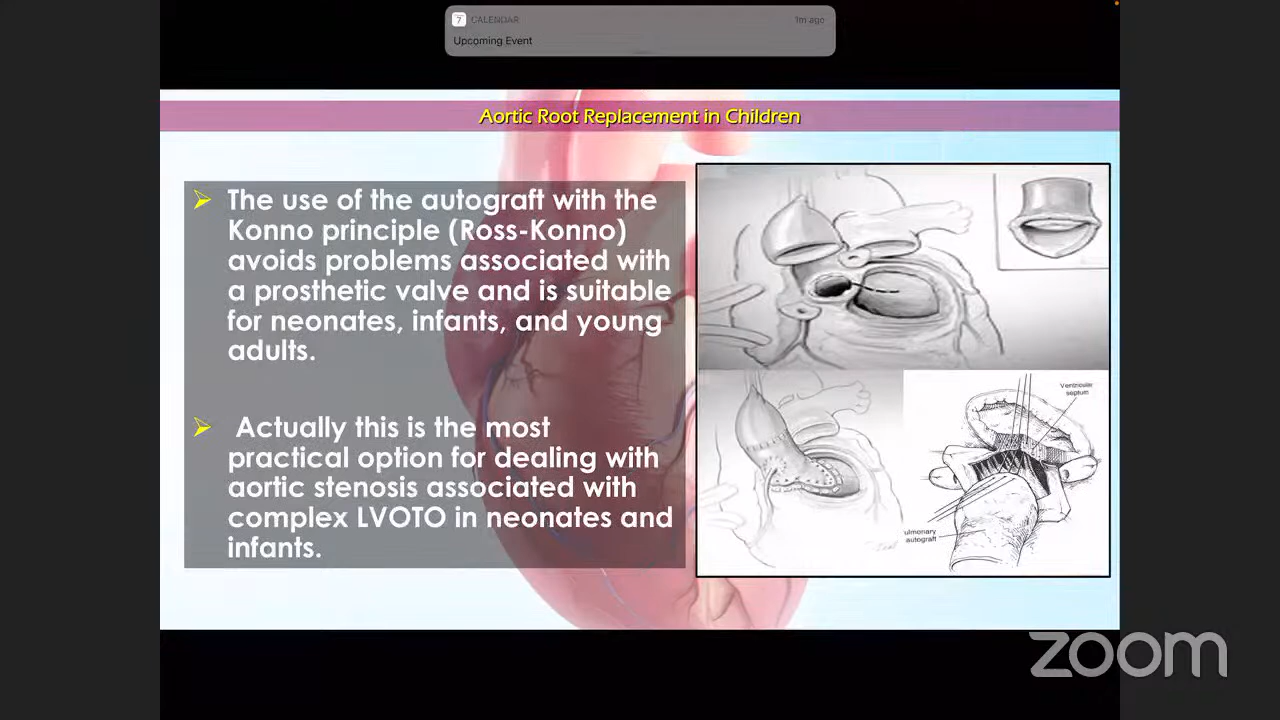 7 CALENDAR 1m ago
Upcoming Event
Aortic Root Replacement in Children
The use of the autograft with the
Konno principle (Ross-Konno)
avoids problems associated with
a prosthetic valve and is suitable
for neonates, infants, and young
adults.
Actually this is the most
practical option for dealing with
aortic stenosis associated with
complex LVOTO in neonates and
infants.
Ventricular
septum
ulmonary
autograft
zoom